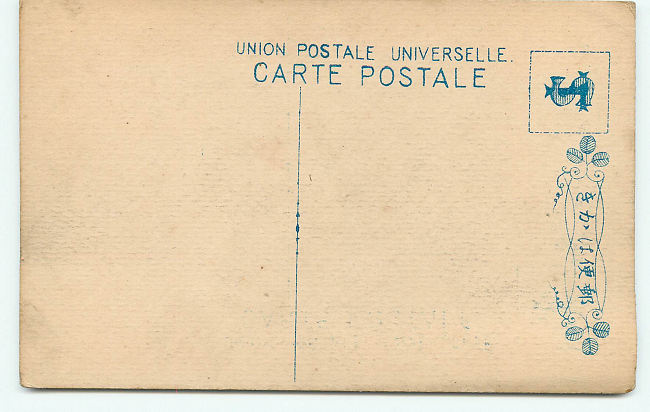 UNION POSTALE UNIVERSELLE.
CARTE POSTALE
郵便はかき